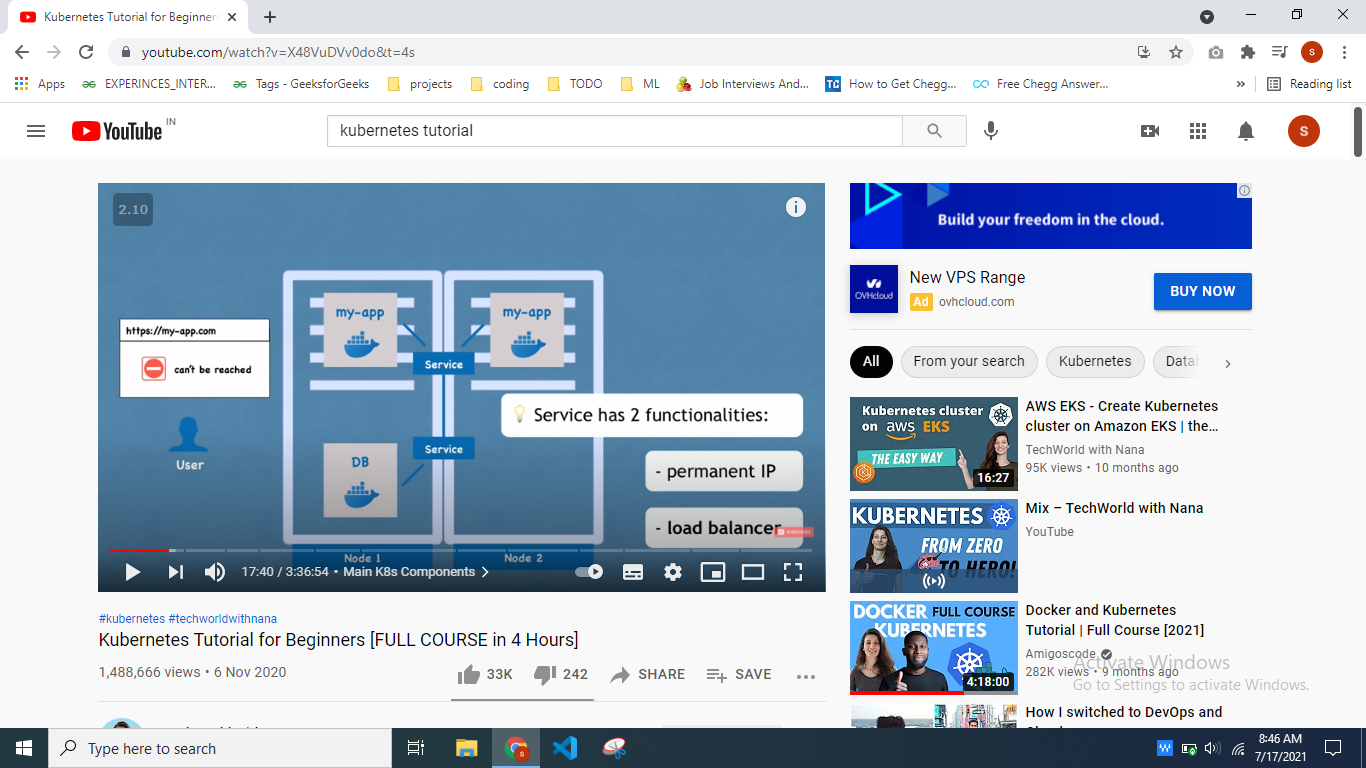 Kubernetes Tutorial for Beginners
youtube.com/watch?v=X48VuDVv0do&t=4s
S
Apps
EXPERINCES_INTER...
Tags - GeeksforGeeks
projects
coding
TODO
ML
Job Interviews And...
TC
How to Get Chegg...
Free Chegg Answer...
»
Reading list
YouTube IN
kubernetes tutorial
S
2.10
i
my-app
my-app
https://my-app.com
can't be reached
Service
Service has 2 functionalities:
User
Service
DB
- permanent IP
- load balancer
SUBSCRIBE
Node 1
Node 2
17:40 / 3:36:54 • Main K8s Components
#kubernetes #techworldwithnana
Kubernetes Tutorial for Beginners [FULL COURSE in 4 Hours]
1,488,666 views • 6 Nov 2020
33K
242
SHARE
SAVE
Build your freedom in the cloud.
OVHcloud
New VPS Range
Ad ovhcloud.com
BUY NOW
All
From your search
Kubernetes
Kubernetes cluster
on aws EKS
THE EASY WAY
16:27
AWS EKS - Create Kubernetes
cluster on Amazon EKS | the...
TechWorld with Nana
95K views • 10 months ago
KUBERNETES
FROM ZERO
TO HERO!
Mix – TechWorld with Nana
YouTube
DOCKER FULL COURSE
KUBERNETES
4:18:00
Docker and Kubernetes
Tutorial | Full Course [2021]
Amigoscode
282K views • 9 months ago
Activate Windows
Go to Settings to activate Windows.
How I switched to DevOps and
Type here to search
S
W
8:46 AM
7/17/2021